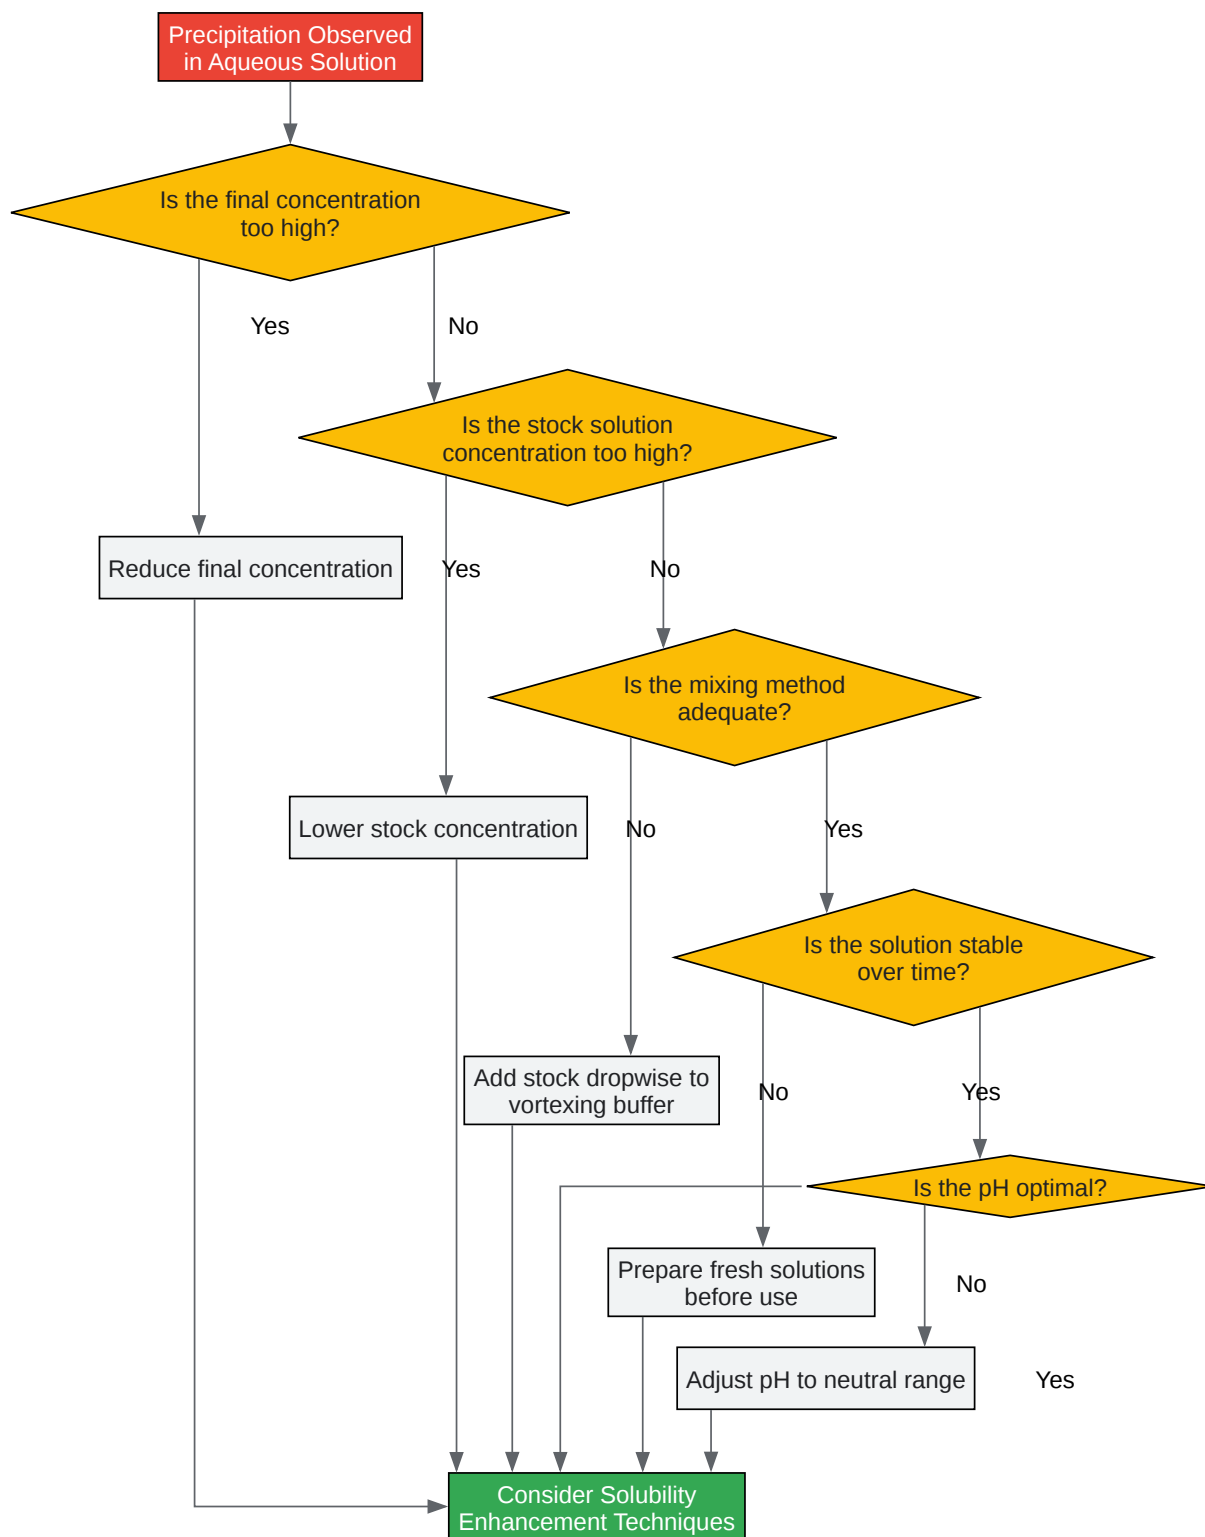 Precipitation Observed
in Aqueous Solution
Is the final concentration
too high?
Yes
No
Is the stock solution
concentration too high?
Reduce final concentration
Yes
No
Is the mixing method
adequate?
Lower stock concentration
No
Yes
Is the solution stable
over time?
Add stock dropwise to
vortexing buffer
No
Yes
Is the pH optimal?
Prepare fresh solutions
before use
No
Adjust pH to neutral range
Yes
Consider Solubility
Enhancement Techniques